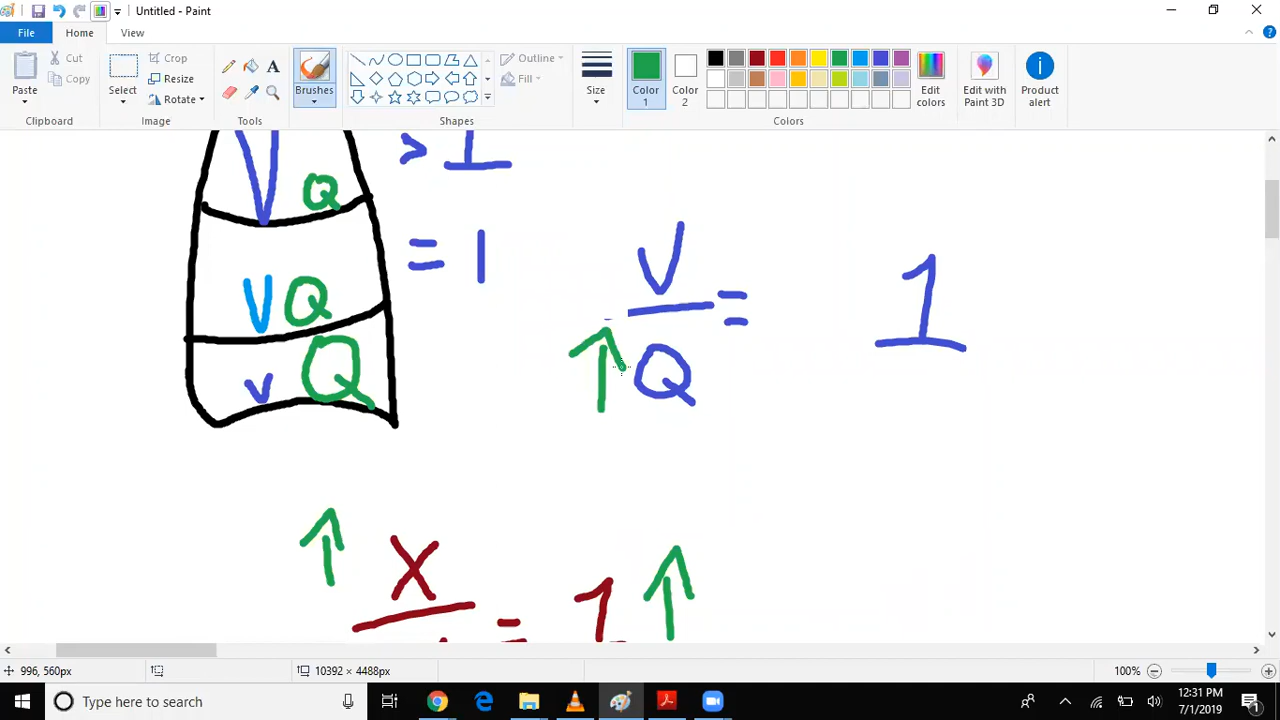 Untitled - Paint
File
Home
View
Paste
Cut
Copy
Clipboard
Select
Crop
Resize
Rotate
Image
A
Tools
Brushes
Outline
Fill
Shapes
Size
Color
1
Color
2
Edit
colors
Colors
Edit with
Paint 3D
Product
alert
V Q
> 1
V Q
= 1
V Q
V
=
Q
1
X
= 1
996, 560px
10392 × 4488px
100%
Type here to search
12:31 PM
7/1/2019
1